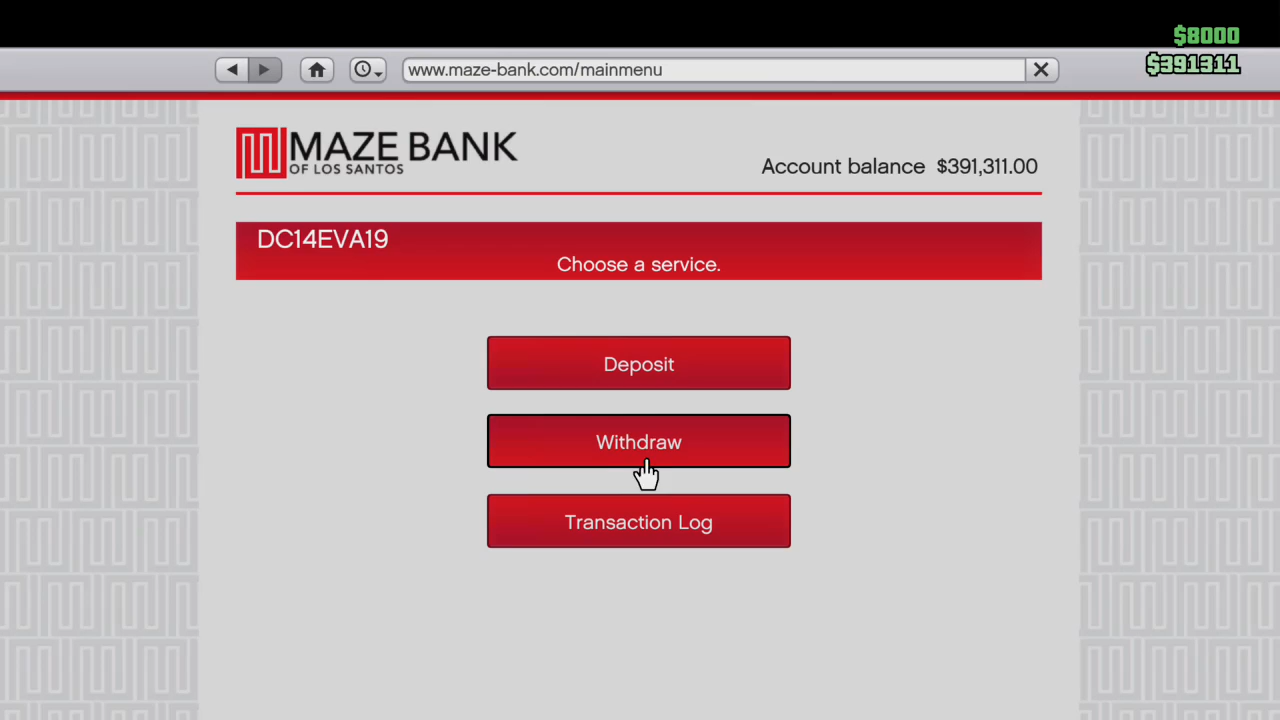 $8000
www.maze-bank.com/mainmenu
$391311
MAZE BANK
OF LOS SANTOS
Account balance $391,311.00
DC14EVA19
Choose a service.
Deposit
Withdraw
Transaction Log